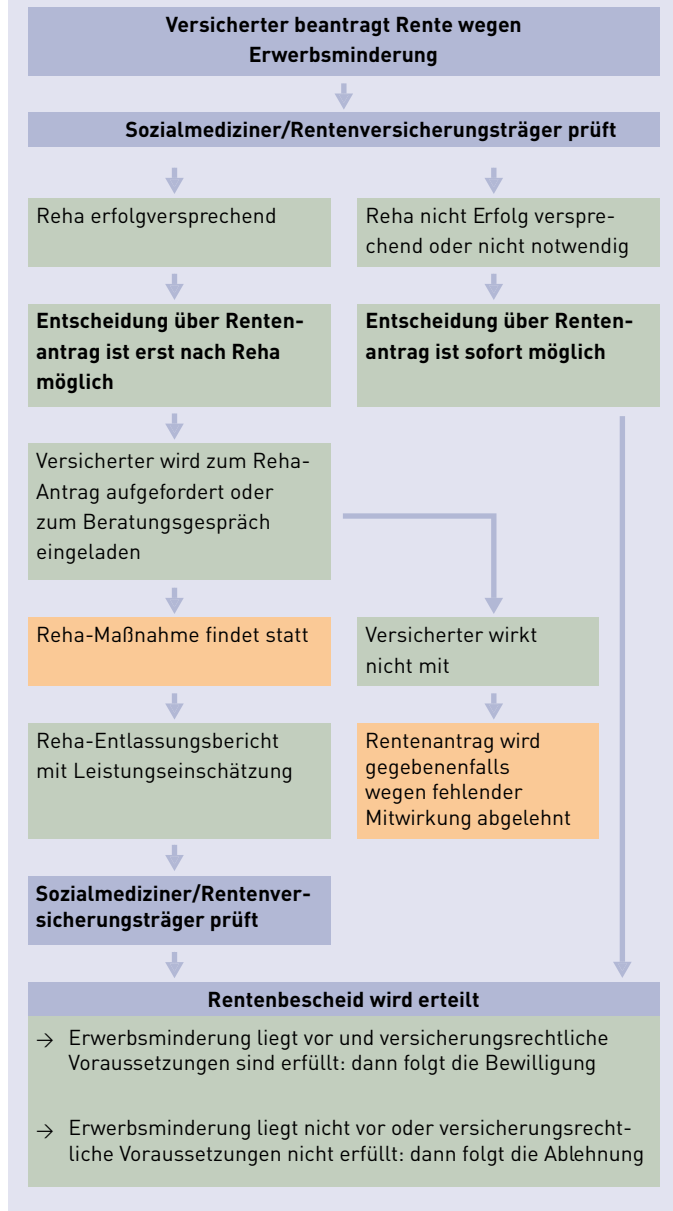 Versicherter beantragt Rente wegen
Erwerbsminderung
Sozialmediziner/Rentenversicherungsträger prüft
Reha erfolgversprechend
Reha nicht Erfolg verspre-
chend oder nicht notwendig
Entscheidung über Renten-
antrag ist erst nach Reha
möglich
Entscheidung über Renten-
antrag ist sofort möglich
Versicherter wird zum Reha-
Antrag aufgefordert oder
zum Beratungsgespräch
eingeladen
Reha-Maßnahme findet statt
Versicherter wirkt
nicht mit
Reha-Entlassungsbericht
mit Leistungseinschätzung
Rentenantrag wird
gegebenenfalls
wegen fehlender
Mitwirkung abgelehnt
Sozialmediziner/Rentenver-
sicherungsträger prüft
Rentenbescheid wird erteilt
→ Erwerbsminderung liegt vor und versicherungsrechtliche
Voraussetzungen sind erfüllt: dann folgt die Bewilligung
→ Erwerbsminderung liegt nicht vor oder versicherungsrecht-
liche Voraussetzungen nicht erfüllt: dann folgt die Ablehnung